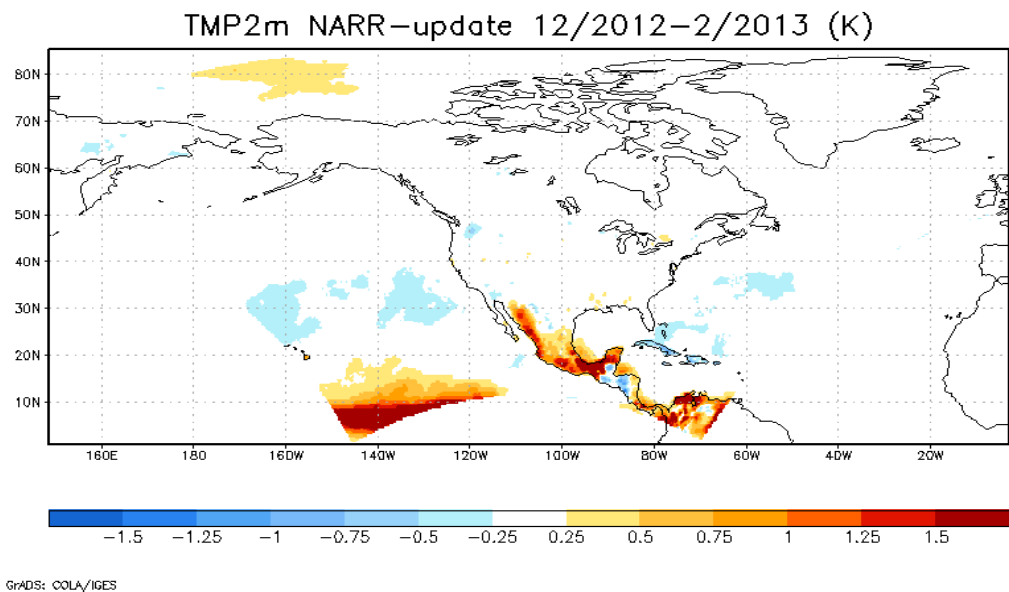 TMP2m NARR-update 12/2012-2/2013 (K)
80N
70N
60N
50N
40N
30N
20N
10N
160E 180 160W 140W 120W 100W 80W 60W 40W 20W
-1.5 -1.25 -1 -0.75 -0.5 -0.25 0.25 0.5 0.75 1 1.25 1.5
GrADS: COLA/IGES